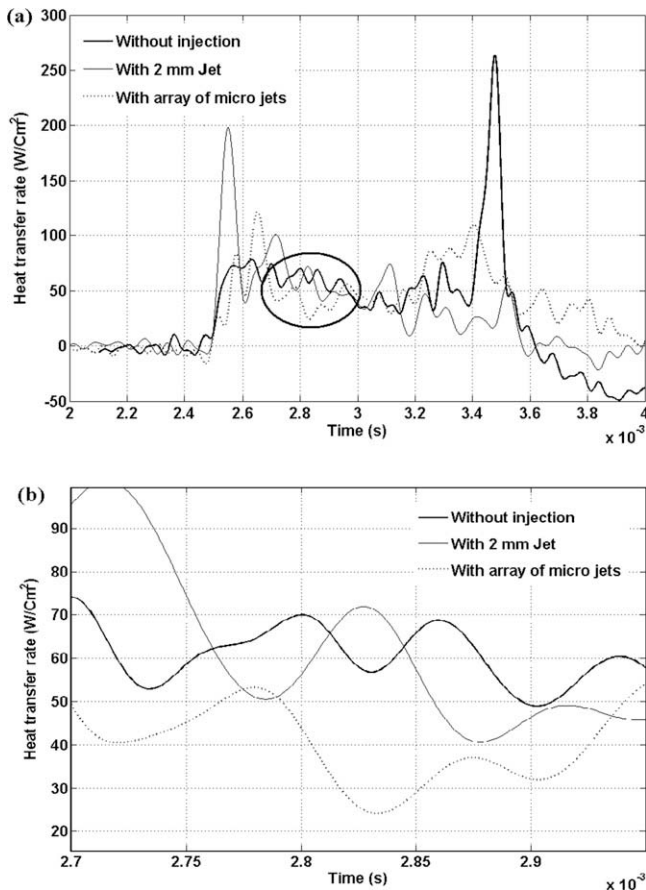 (a)
Heat transfer rate (W/Cm²)
300
250
200
150
100
50
0
-50
Without injection
With 2 mm Jet
With array of micro jets
2 2.2 2.4 2.6 2.8 3 3.2 3.4 3.6 3.8 4
Time (s)
x 10⁻³
(b)
Heat transfer rate (W/Cm²)
90
80
70
60
50
40
30
20
Without injection
With 2 mm Jet
With array of micro jets
2.7 2.75 2.8 2.85 2.9
Time (s)
x 10⁻³